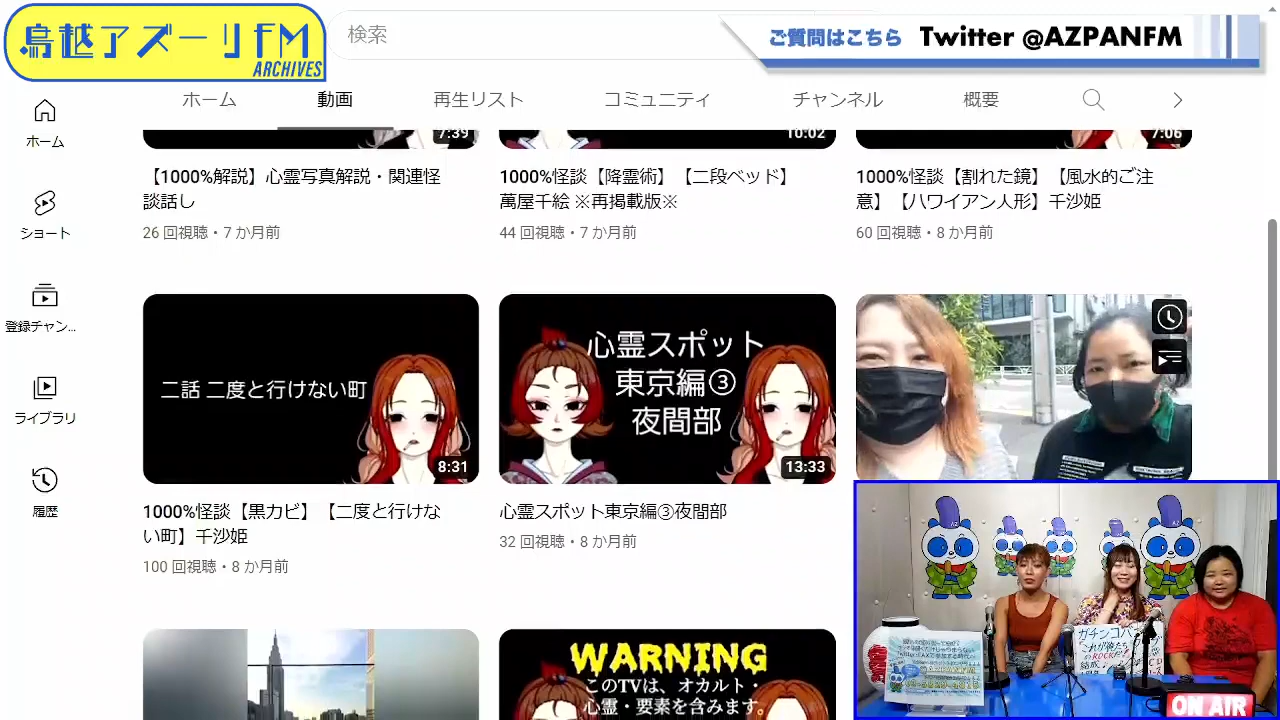 鳥越アズーリFM
ARCHIVES
検索
ご質問はこちら Twitter @AZPANFM
ホーム
動画
再生リスト
コミュニティ
チャンネル
概要
ホーム
ショート
登録チャン...
ライブラリ
履歴
7:39
10:02
7:06
【1000%解説】心霊写真解説・関連怪
談話し
26 回視聴・7 か月前
1000%怪談【降霊術】【二段ベッド】
萬屋千絵 ※再掲載版※
44 回視聴・7 か月前
1000%怪談【割れた鏡】【風水的ご注
意】【ハワイアン人形】千沙姫
60 回視聴・8 か月前
二話 二度と行けない町
8:31
心霊スポット
東京編③
夜間部
13:33
1000%怪談【黒カビ】【二度と行けな
い町】千沙姫
100 回視聴・8 か月前
心霊スポット東京編③夜間部
32 回視聴・8 か月前
WARNING
このTVは、オカルト・
心霊・要素を含みます。
ガチンコバ
ON AIR